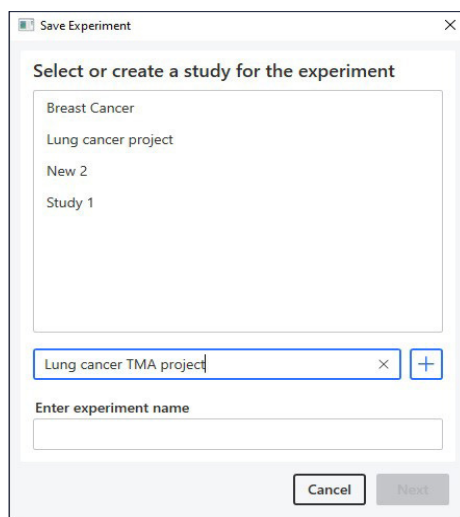 Save Experiment
Select or create a study for the experiment
Breast Cancer
Lung cancer project
New 2
Study 1
Lung cancer TMA project
Enter experiment name
Cancel Next